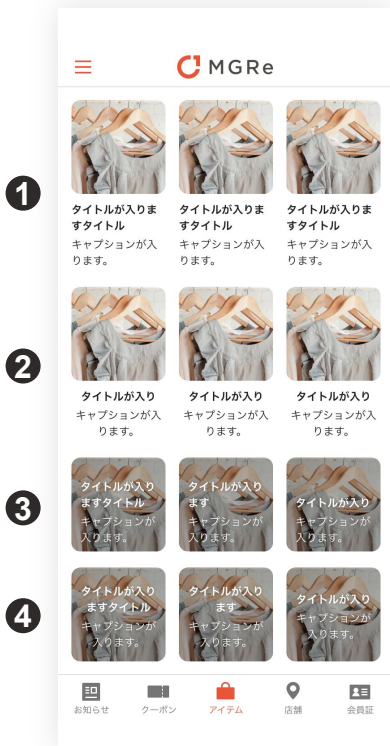 MGRe
1
タイトルが入りま タイトルが入りま タイトルが入りま
すタイトル すタイトル すタイトル
キャプションが入 キャプションが入 キャプションが入
ります。 ります。 ります。
2
タイトルが入り タイトルが入り タイトルが入り
キャプションが入 キャプションが入 キャプションが入
ります。 ります。 ります。
3
タイトルが入り タイトルが入り
ますタイトル ます タイトルが入り
キャプションが キャプションが キャプションが
入ります。 入ります。 入ります。
4
タイトルが入り タイトルが入り
ますタイトル ます タイトルが入り
キャプションが キャプションが キャプションが
入ります。 入ります。 入ります。
お知らせ クーポン アイテム 店舗 会員証